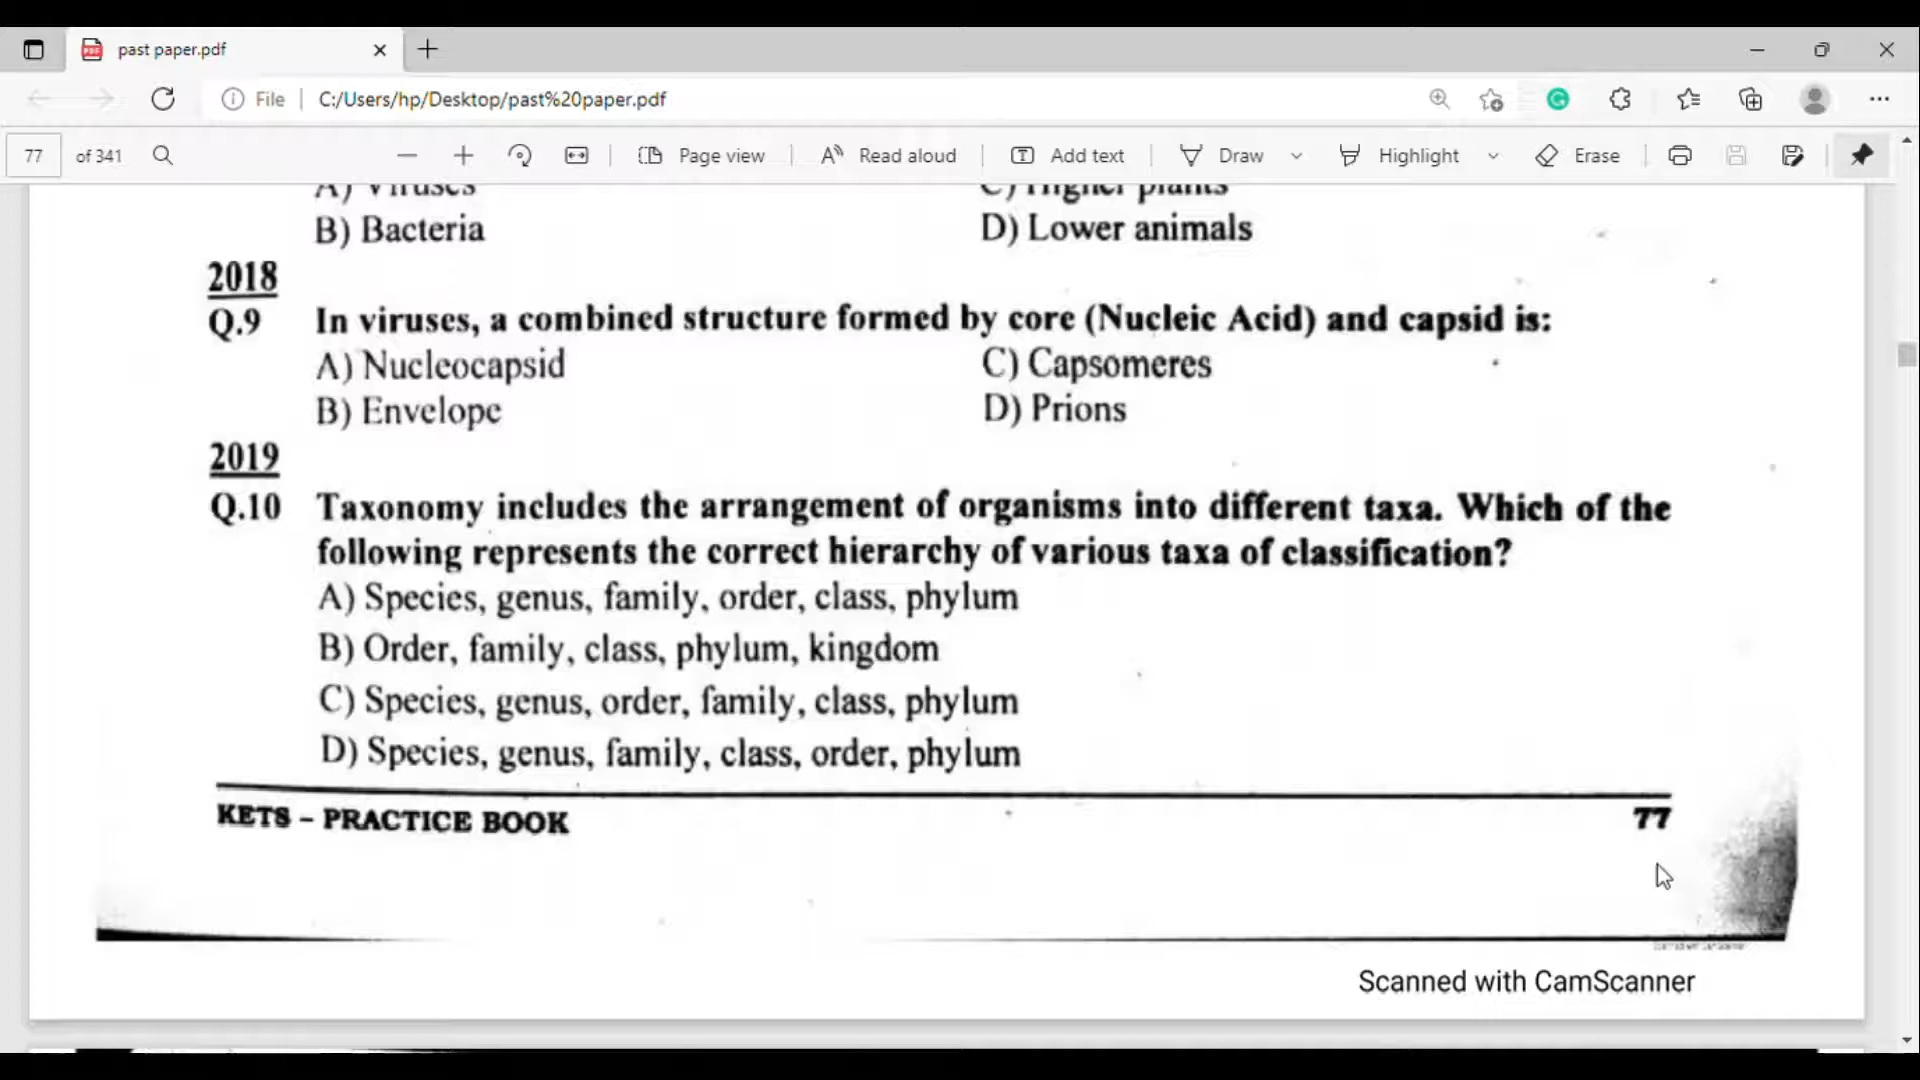 past paper.pdf
File C:/Users/hp/Desktop/past%20paper.pdf
77 of 341 Page view Read aloud Add text Draw Highlight Erase
A) Viruses C) Higher plants
B) Bacteria D) Lower animals
2018
Q.9 In viruses, a combined structure formed by core (Nucleic Acid) and capsid is:
A) Nucleocapsid C) Capsomeres
B) Envelope D) Prions
2019
Q.10 Taxonomy includes the arrangement of organisms into different taxa. Which of the
following represents the correct hierarchy of various taxa of classification?
A) Species, genus, family, order, class, phylum
B) Order, family, class, phylum, kingdom
C) Species, genus, order, family, class, phylum
D) Species, genus, family, class, order, phylum
KETS – PRACTICE BOOK 77
Scanned with CamScanner